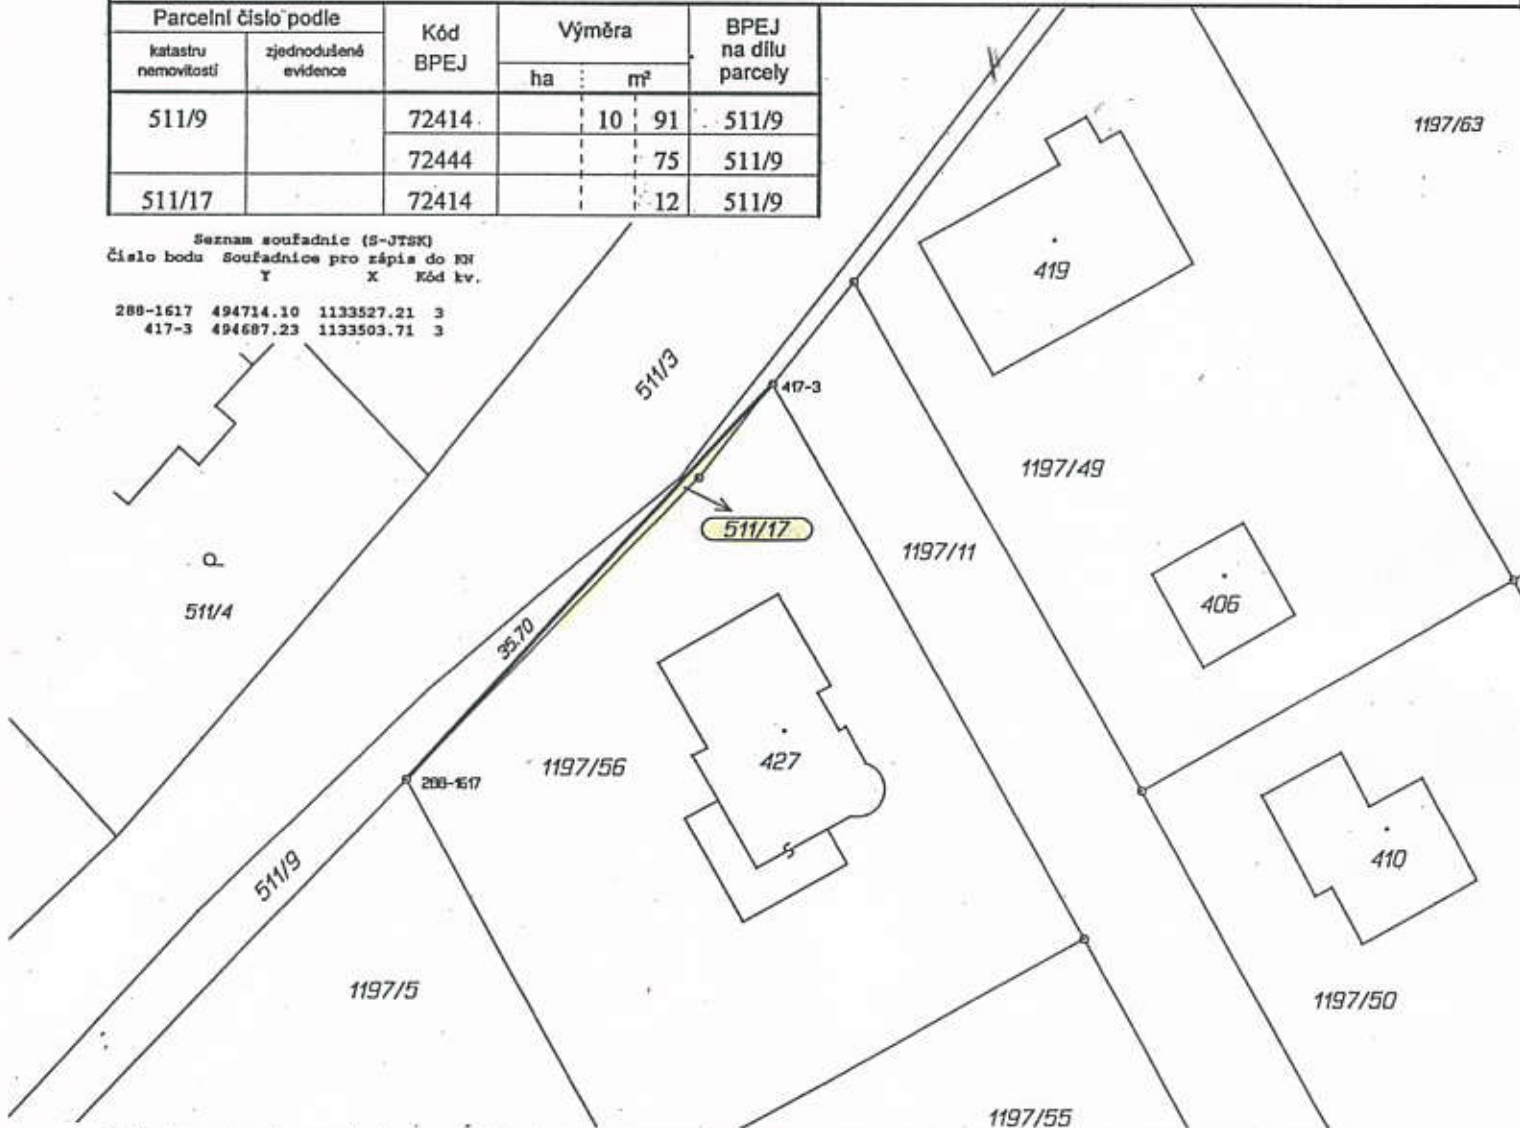 Parcelní číslo podle
Kód BPEJ
Výměra
BPEJ na dílu parcely
katastru nemovitostí
zjednodušené evidence
ha
m²
511/9 72414 10 91 511/9
72444 75 511/9
511/17 72414 12 511/9
Seznam souřadnic (S-JTSK)
Číslo bodu Souřadnice pro zápis do KN
Y X Kód kv.
288-1617 494714.10 1133527.21 3
417-3 494687.23 1133503.71 3
1197/63
419
511/3
417-3
1197/49
511/17
1197/11
511/4
406
35.70
1197/56
427
288-1617
410
S
511/9
1197/5
1197/50
1197/55